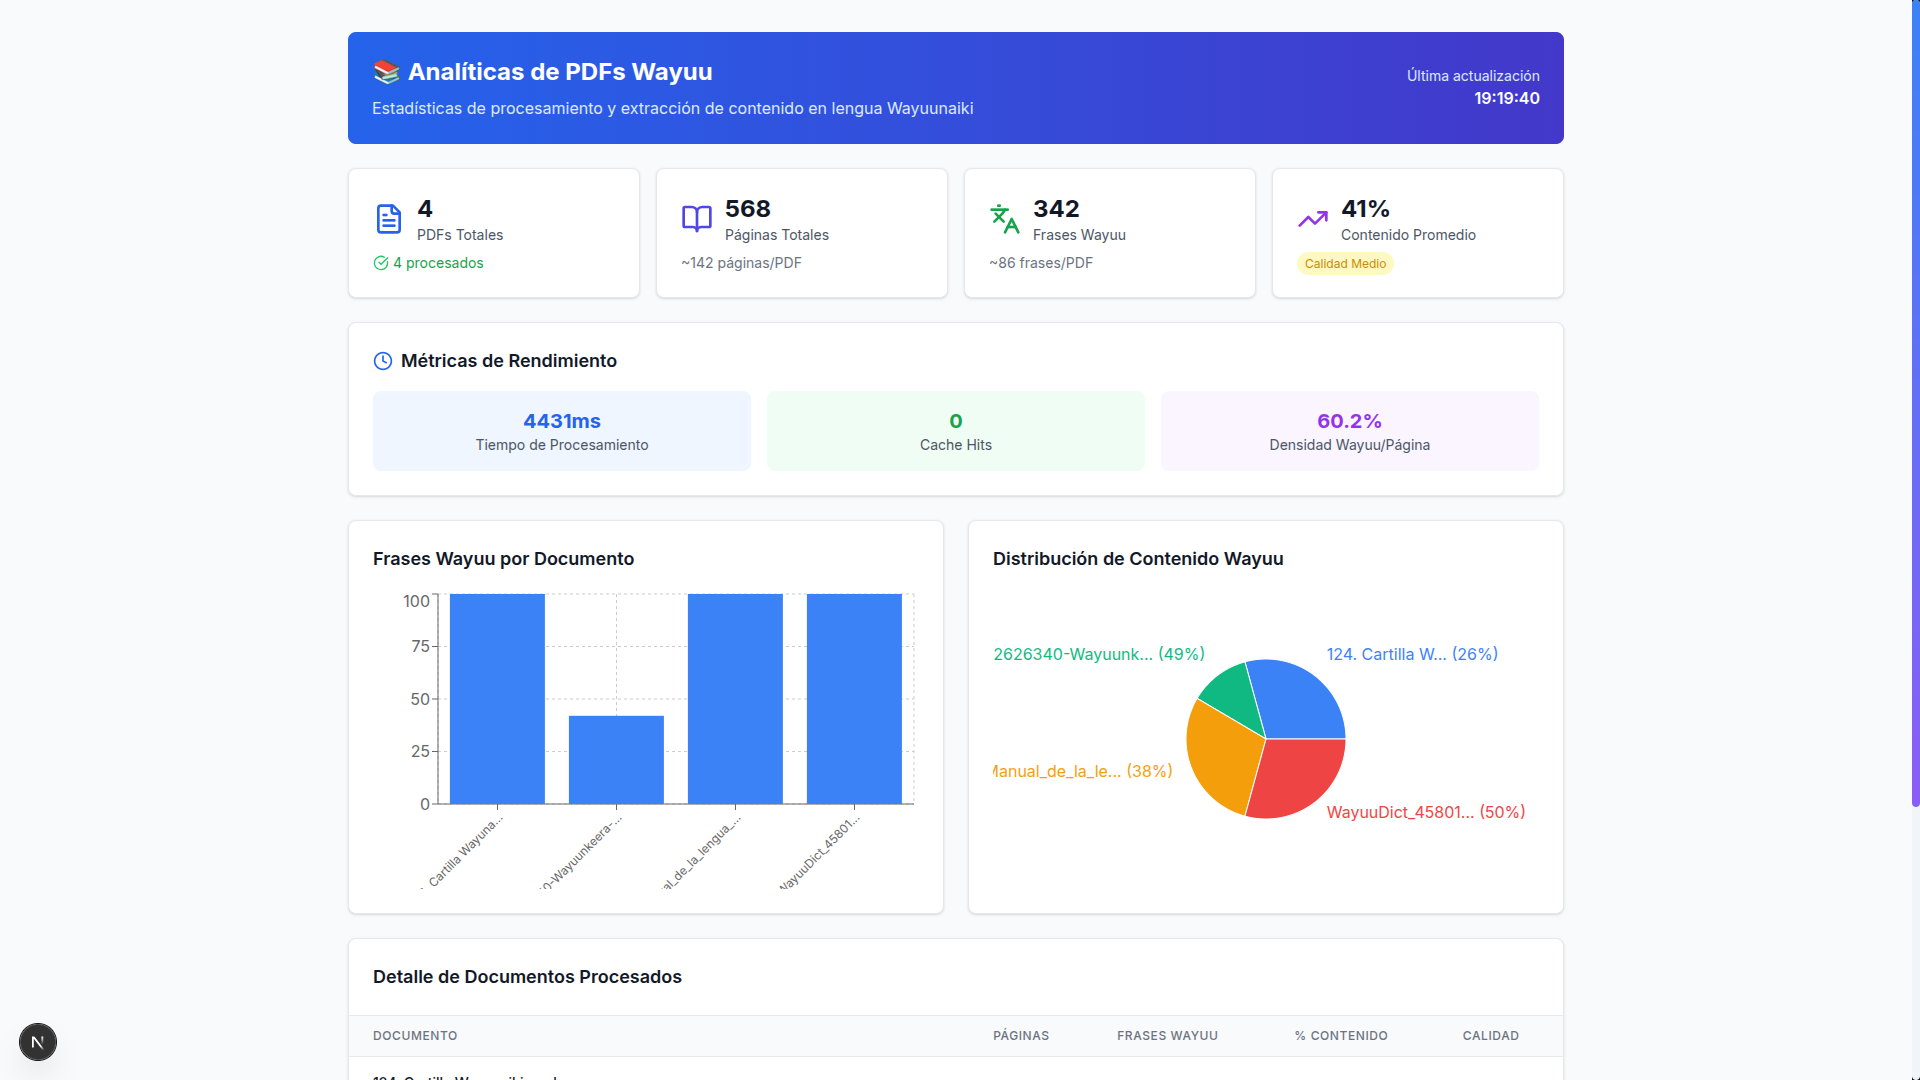 📚 Analíticas de PDFs Wayuu
Estadísticas de procesamiento y extracción de contenido en lengua Wayuunaiki
Última actualización
19:19:40
4
PDFs Totales
4 procesados
568
Páginas Totales
~142 páginas/PDF
342
Frases Wayuu
~86 frases/PDF
41%
Contenido Promedio
Calidad Medio
Métricas de Rendimiento
4431ms
Tiempo de Procesamiento
0
Cache Hits
60.2%
Densidad Wayuu/Página
Frases Wayuu por Documento
100
75
50
25
0
. Cartilla Wayuna...
0-Wayuunkeera-...
al_de_la_lengua_...
WayuuDict_45801...
Distribución de Contenido Wayuu
2626340-Wayuunk... (49%)
124. Cartilla W... (26%)
Manual_de_la_le... (38%)
WayuuDict_45801... (50%)
Detalle de Documentos Procesados
DOCUMENTO
PÁGINAS
FRASES WAYUU
% CONTENIDO
CALIDAD
N